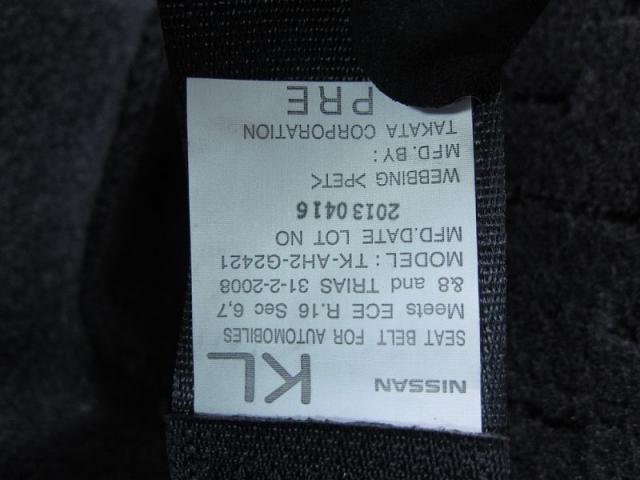 NISSAN KL
SEAT BELT FOR AUTOMOBILES
Meets ECE R.16 Sec 6,7
&8 and TRIAS 31-2-2008
MODEL : TK-AH2-G2421
MFD.DATE LOT NO
20130416
WEBBING >PET<
MFD.BY:
TAKATA CORPORATION
PRE